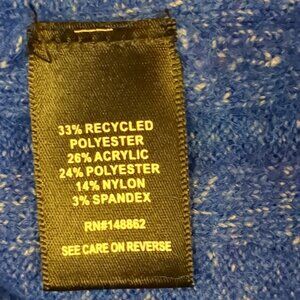 33% RECYCLED
POLYESTER
26% ACRYLIC
24% POLYESTER
14% NYLON
3% SPANDEX
RN#148862
SEE CARE ON REVERSE